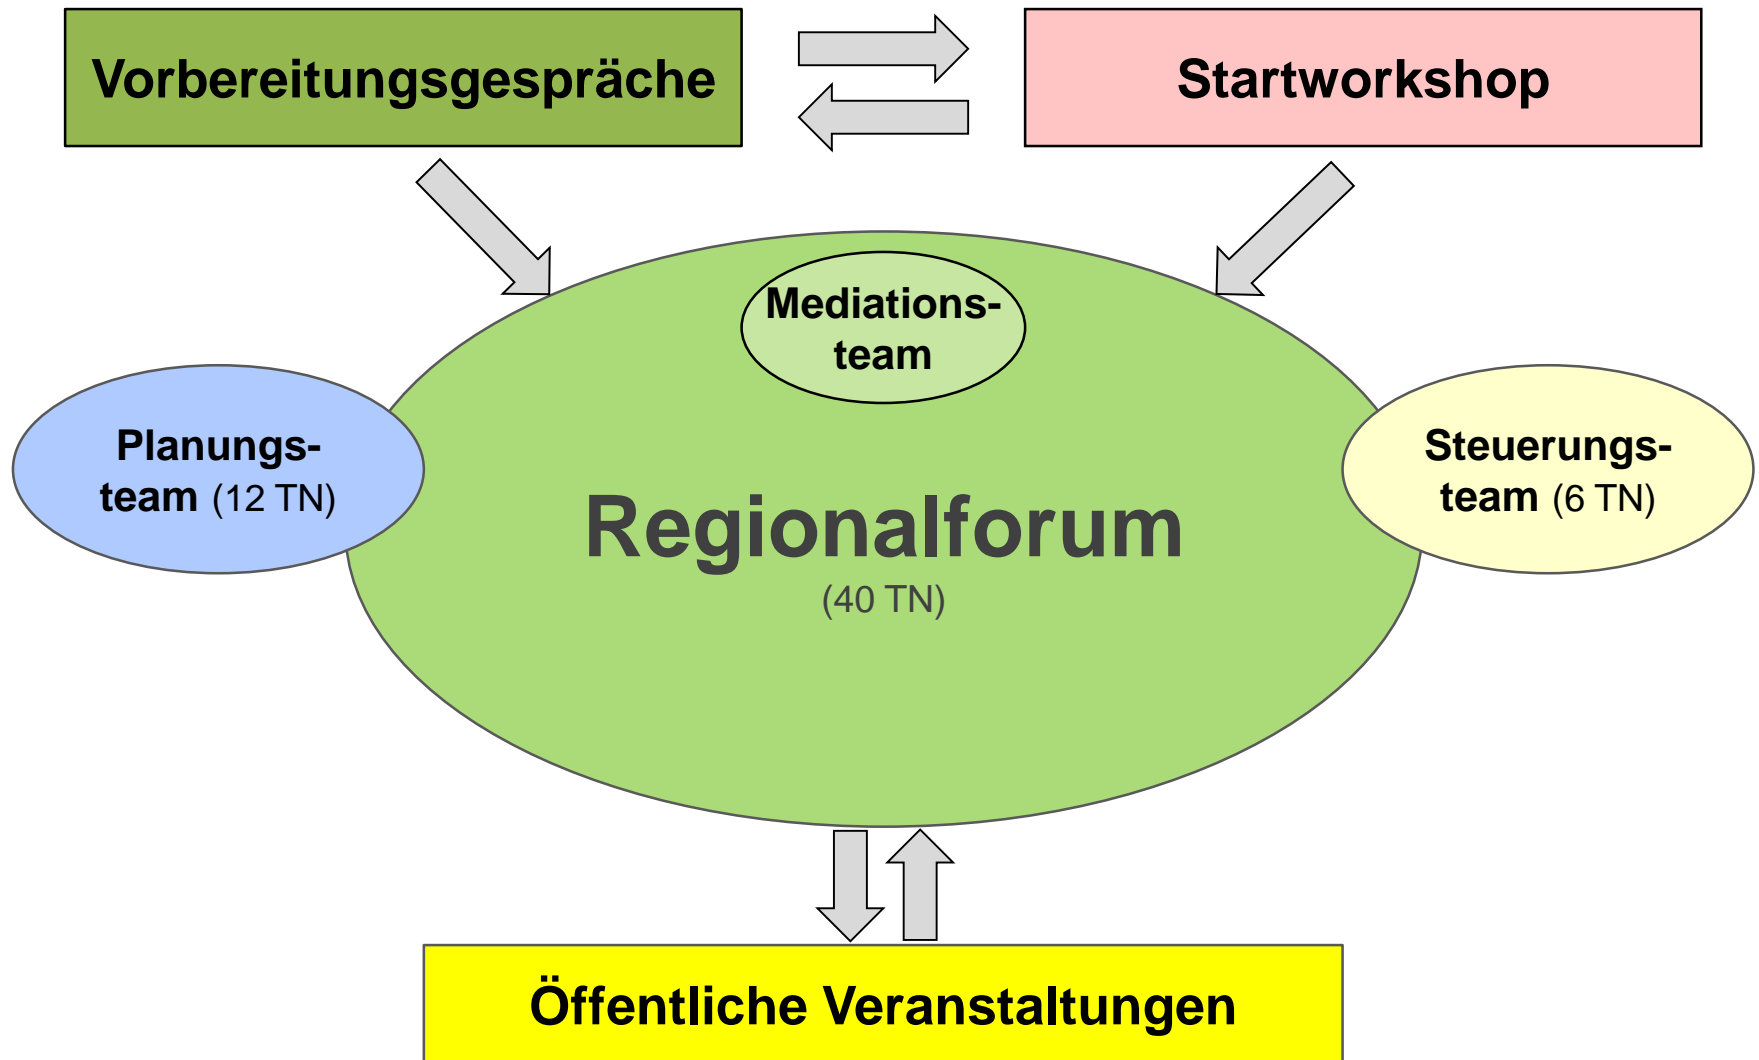 Vorbereitungsgespräche
Startworkshop
Mediations-
team
Planungs-
team (12 TN)
Steuerungs-
team (6 TN)
Regionalforum
(40 TN)
Öffentliche Veranstaltungen